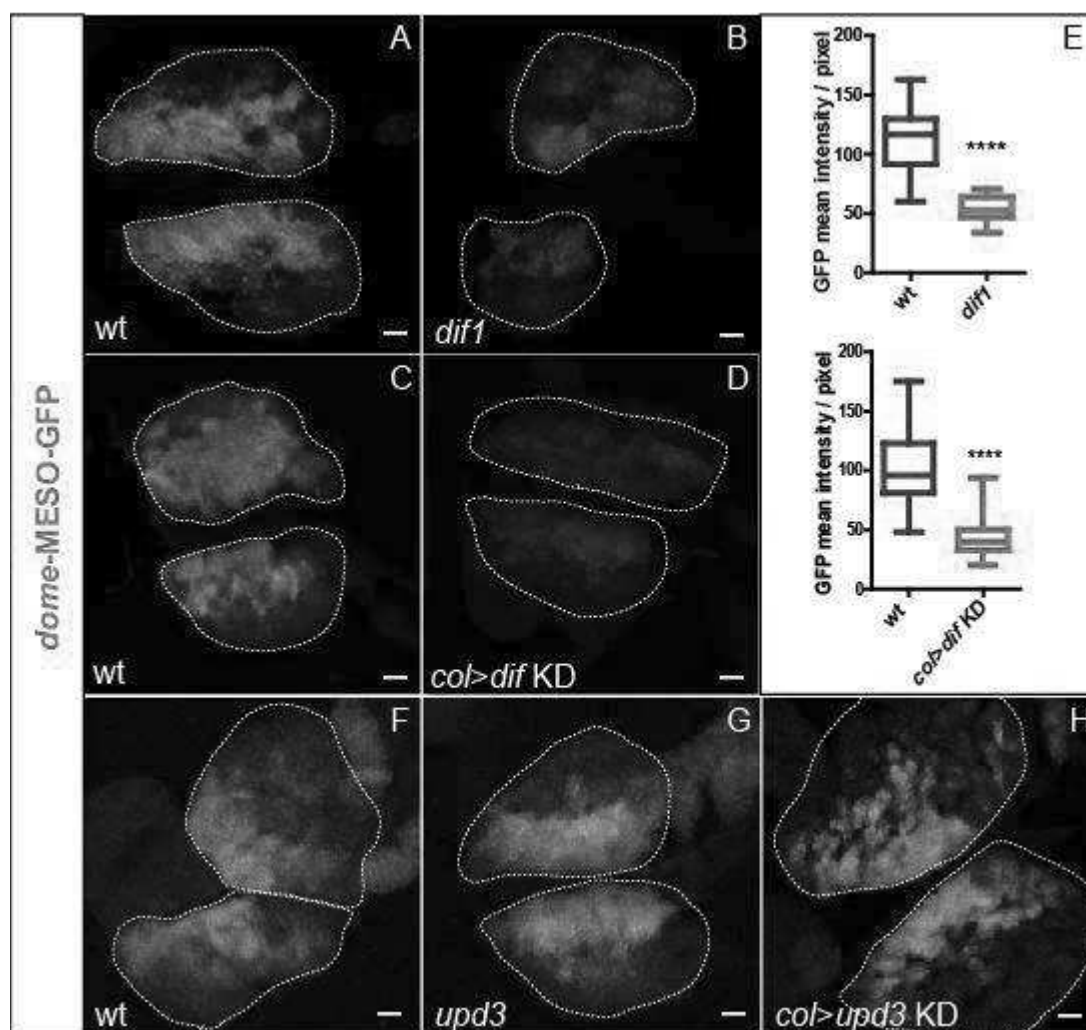 dome-MESO-GFP
A
wt
B
dif1
C
wt
D
col>dif KD
E
200
150
100
50
0
GFP mean intensity / pixel
****
wt
dif1
200
150
100
50
0
GFP mean intensity / pixel
****
wt
col>dif KD
F
wt
G
upd3
H
col>upd3 KD